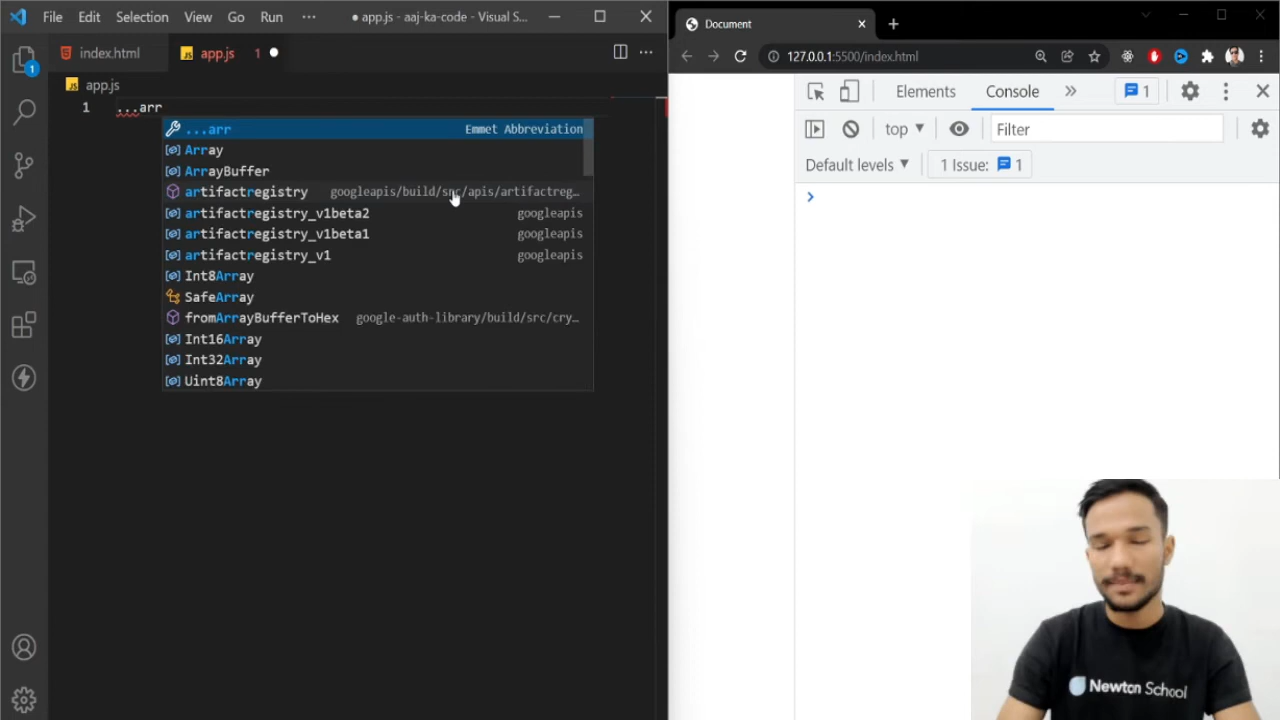 File Edit Selection View Go Run ··· ● app.js - aaj-ka-code - Visual S...
index.html app.js 1
app.js
1 ...arr
...arr Emmet Abbreviation
Array
ArrayBuffer
artifactregistry googleapis/build/src/apis/artifactreg...
artifactregistry_v1beta2 googleapis
artifactregistry_v1beta1 googleapis
artifactregistry_v1 googleapis
Int8Array
SafeArray
fromArrayBufferToHex google-auth-library/build/src/cry...
Int16Array
Int32Array
Uint8Array
1
Document
127.0.0.1:5500/index.html
Elements Console 1
top Filter
Default levels 1 Issue: 1
Newton School